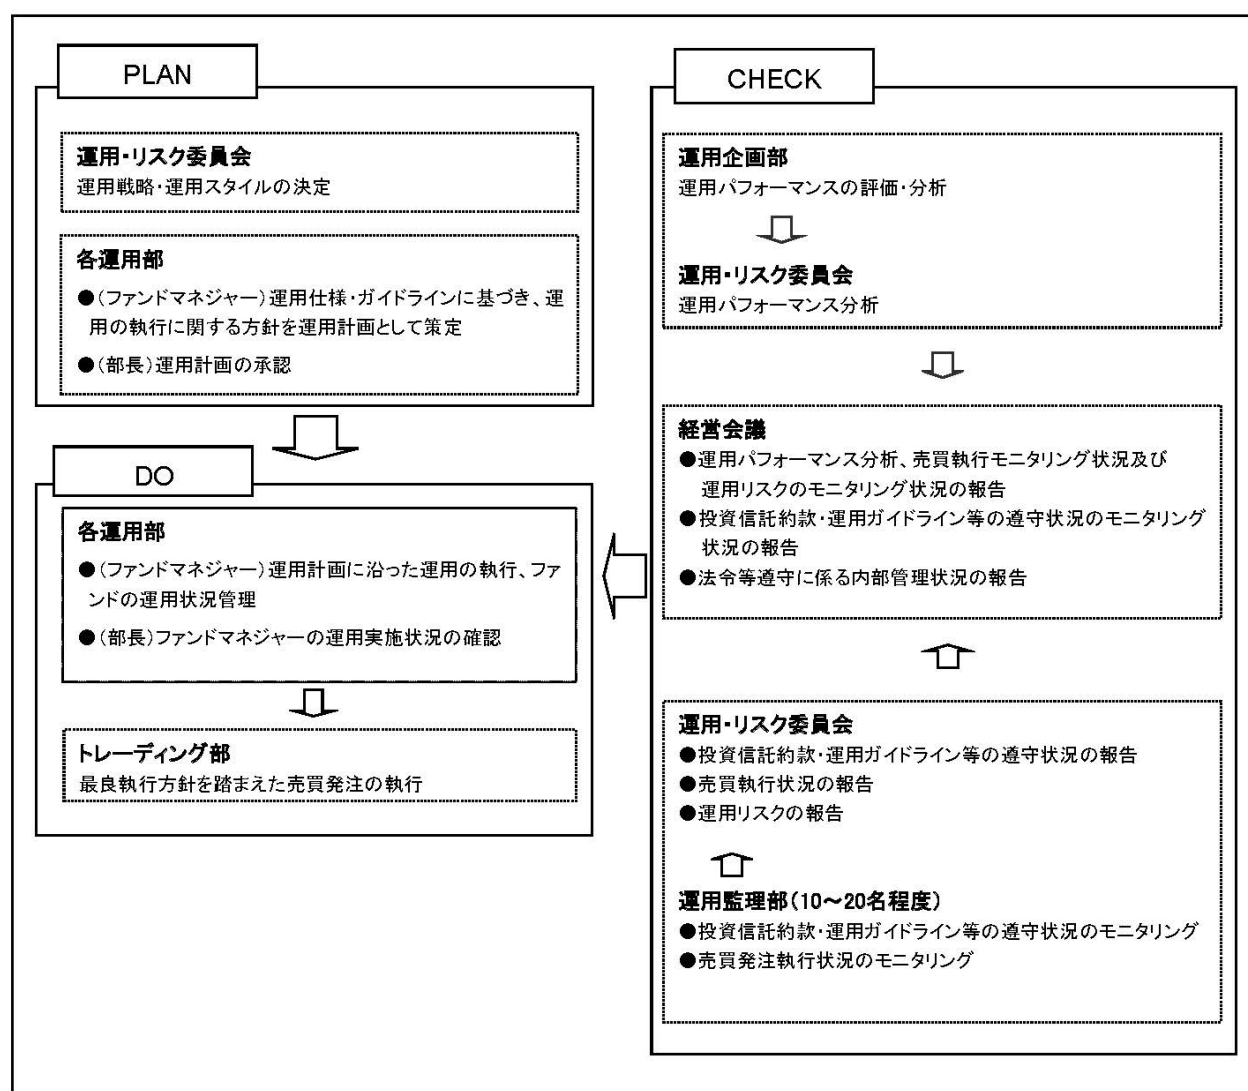 PLAN
運用・リスク委員会
運用戦略・運用スタイルの決定
各運用部
●(ファンドマネジャー)運用仕様・ガイドラインに基づき、運
用の執行に関する方針を運用計画として策定
●(部長)運用計画の承認
DO
各運用部
●(ファンドマネジャー)運用計画に沿った運用の執行、ファ
ンドの運用状況管理
●(部長)ファンドマネジャーの運用実施状況の確認
トレーディング部
最良執行方針を踏まえた売買発注の執行
CHECK
運用企画部
運用パフォーマンスの評価・分析
運用・リスク委員会
運用パフォーマンス分析
経営会議
●運用パフォーマンス分析、売買執行モニタリング状況及び
運用リスクのモニタリング状況の報告
●投資信託約款・運用ガイドライン等の遵守状況のモニタリング
状況の報告
●法令等遵守に係る内部管理状況の報告
運用・リスク委員会
●投資信託約款・運用ガイドライン等の遵守状況の報告
●売買執行状況の報告
●運用リスクの報告
運用監理部(10～20名程度)
●投資信託約款・運用ガイドライン等の遵守状況のモニタリング
●売買発注執行状況のモニタリング